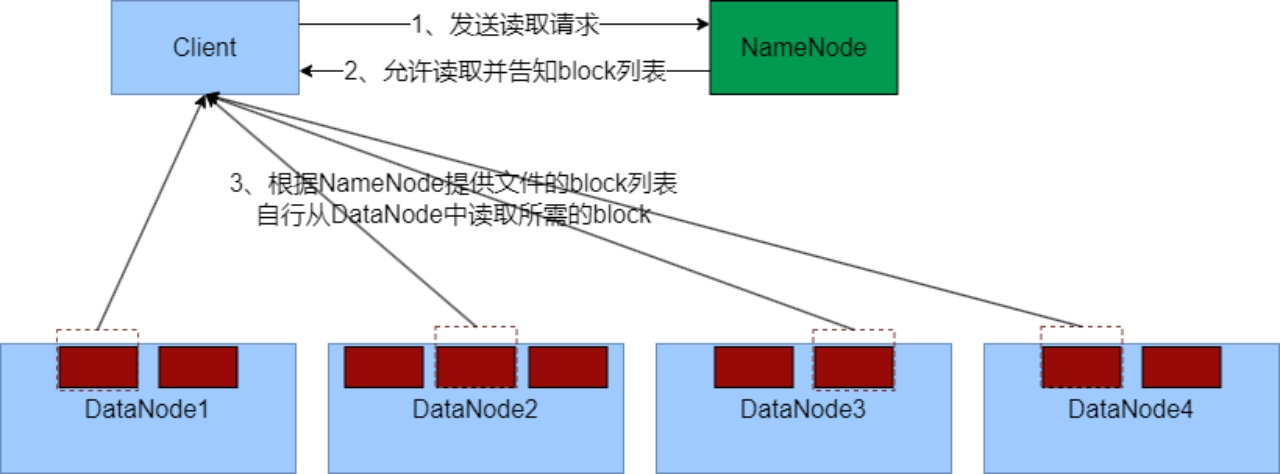 Client
1、发送读取请求
NameNode
2、允许读取并告知block列表
3、根据NameNode提供文件的block列表
自行从DataNode中读取所需的block
DataNode1
DataNode2
DataNode3
DataNode4